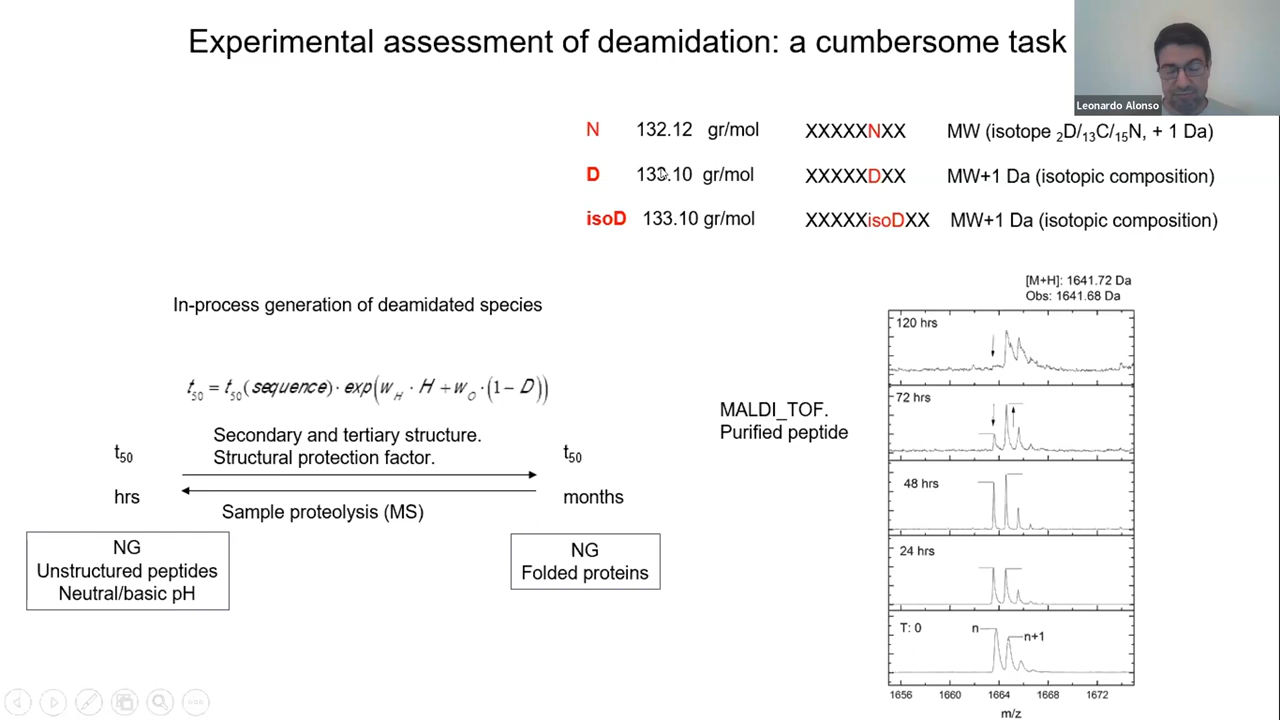 Experimental assessment of deamidation: a cumbersome task
Leonardo Alonso
N 132.12 gr/mol XXXXXNXX MW (isotope ₂D/₁₃C/₁₅N, + 1 Da)
D 133.10 gr/mol XXXXXDXX MW+1 Da (isotopic composition)
isoD 133.10 gr/mol XXXXXisoDXX MW+1 Da (isotopic composition)
In-process generation of deamidated species
t₅₀ = t₅₀(sequence) · exp(w_H · H + w_O · (1 − D))
Secondary and tertiary structure.
Structural protection factor.
t₅₀
hrs
t₅₀
months
Sample proteolysis (MS)
NG
Unstructured peptides
Neutral/basic pH
NG
Folded proteins
MALDI_TOF.
Purified peptide
[M+H]: 1641.72 Da
Obs: 1641.68 Da
120 hrs
72 hrs
48 hrs
24 hrs
T: 0 n n+1
1656 1660 1664 1668 1672
m/z